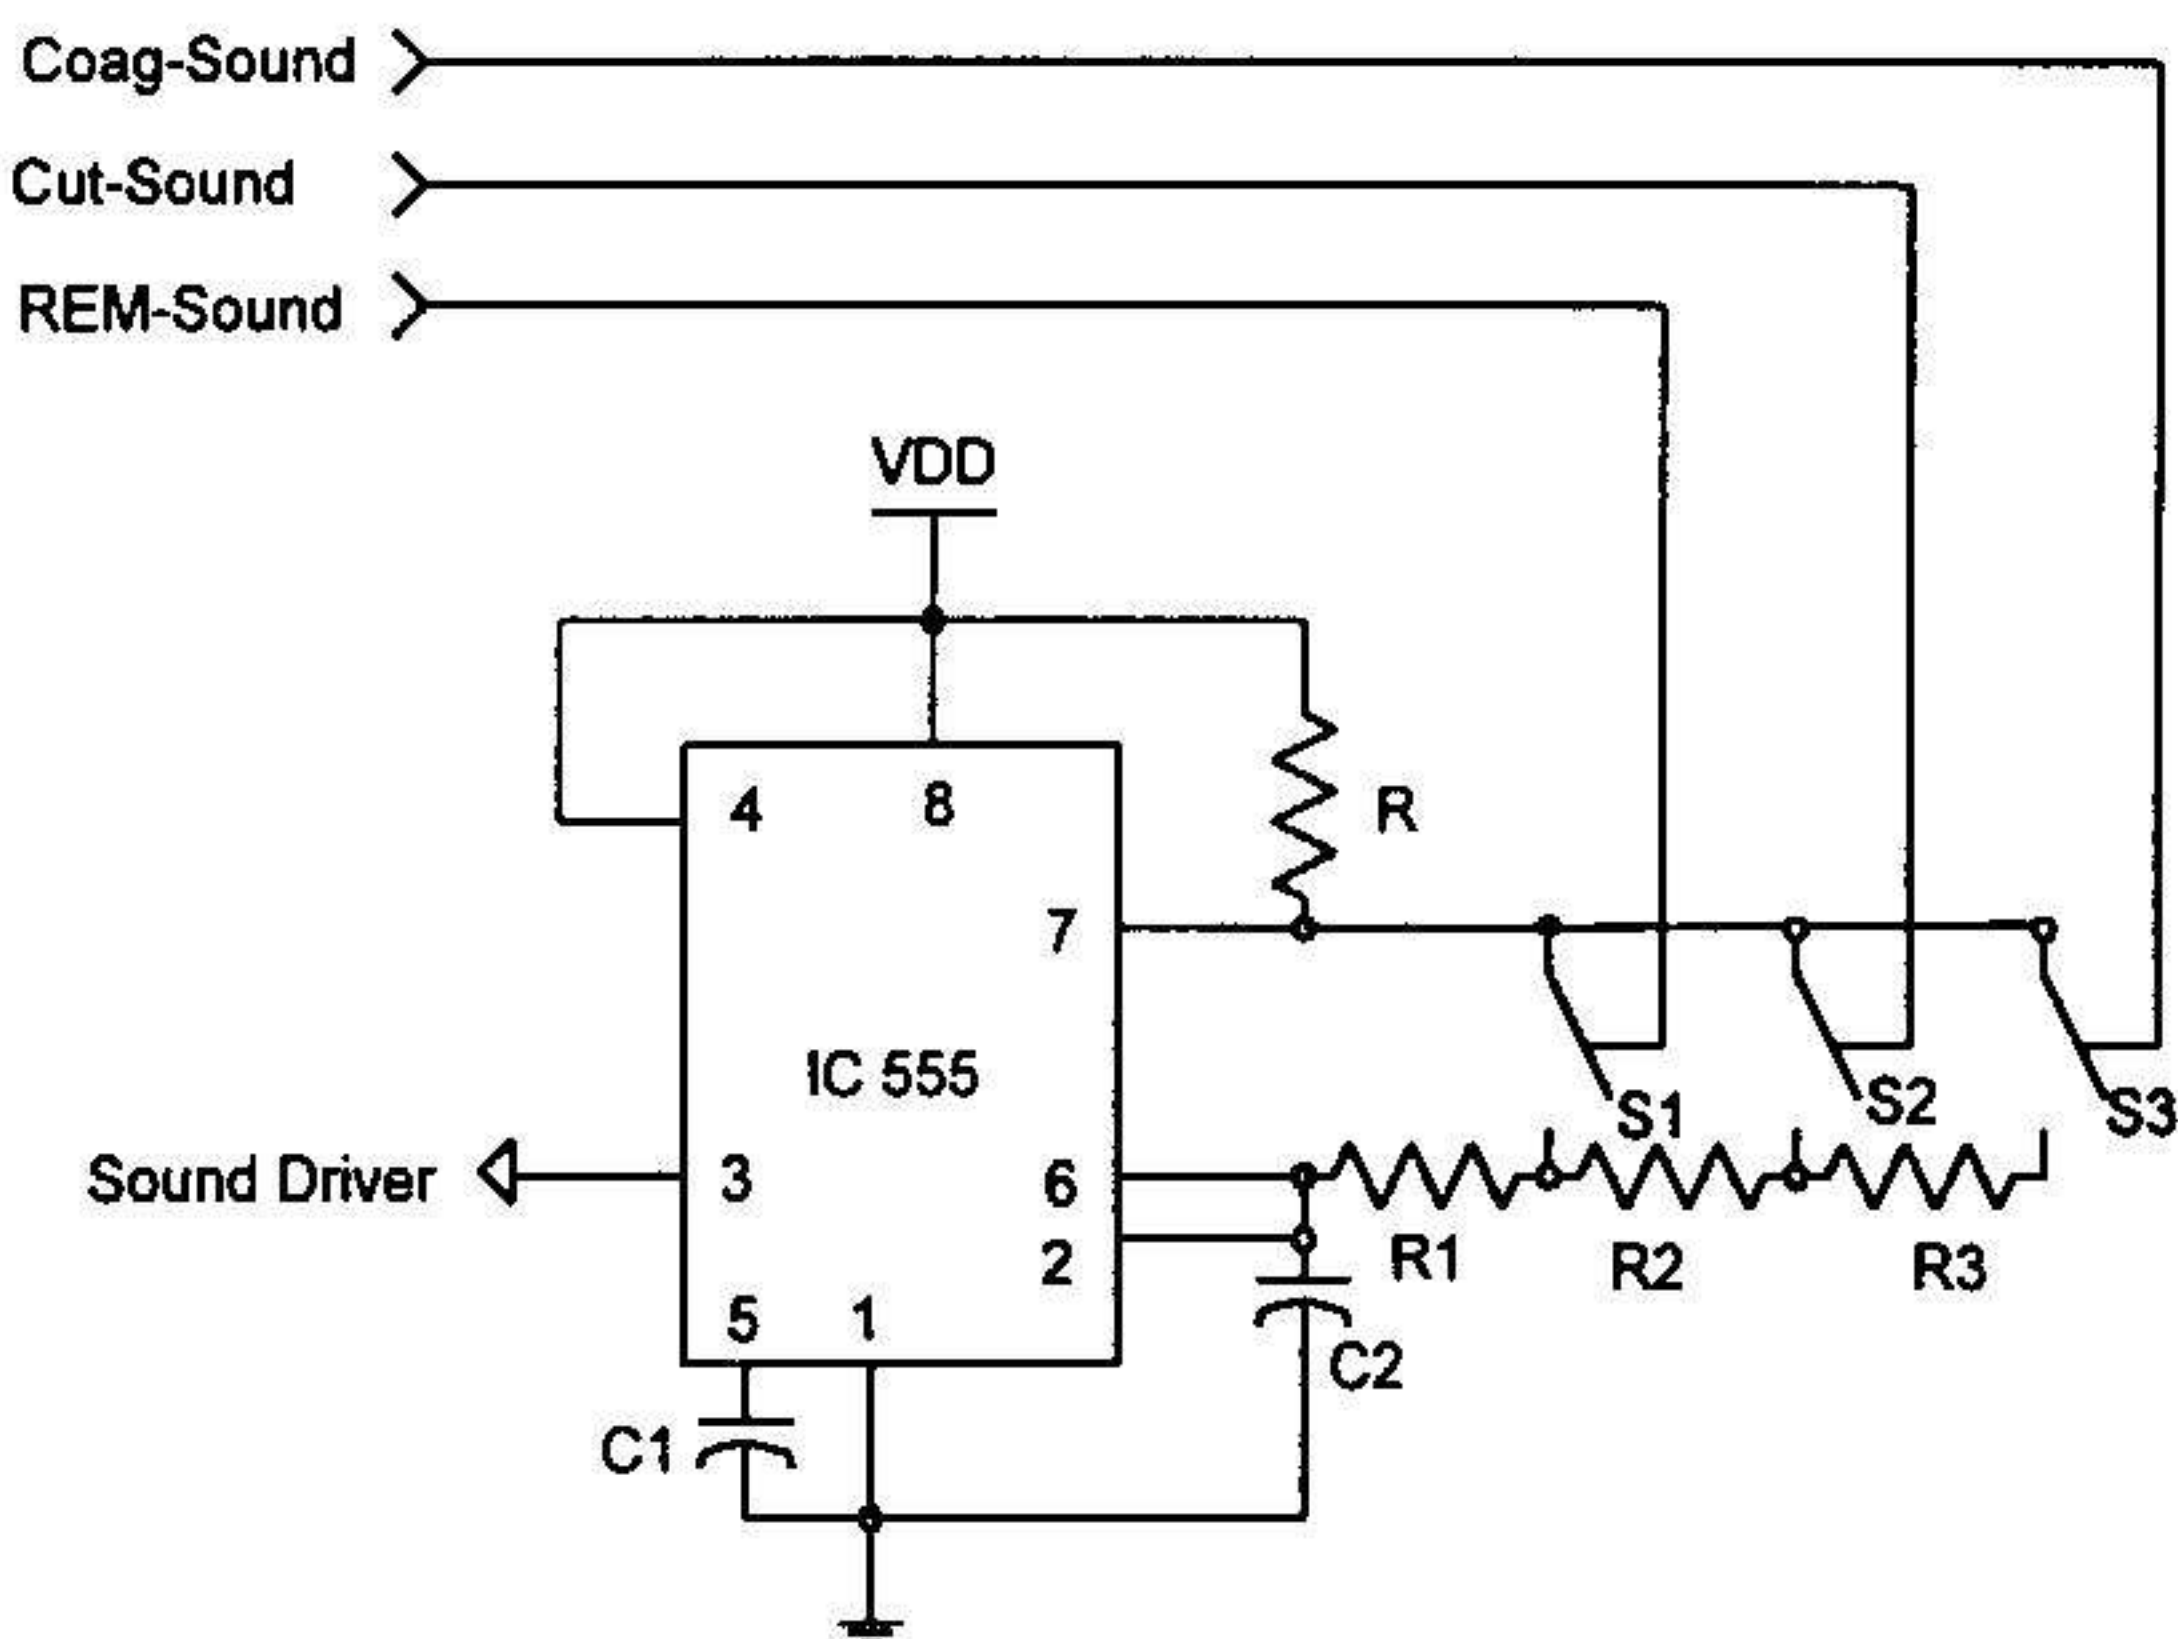 Coag-Sound
Cut-Sound
REM-Sound
VDD
4 8
R
7
IC 555
S1 S2 S3
Sound Driver 3 6
2 R1 R2 R3
5 1
C2
C1